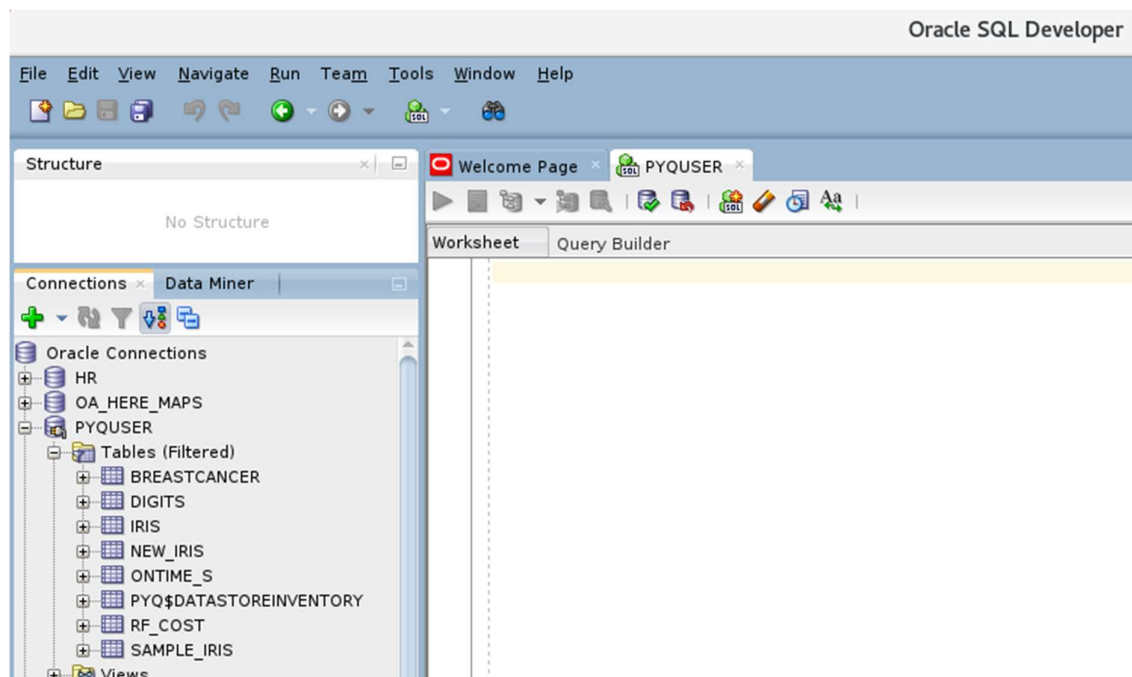 Oracle SQL Developer
File Edit View Navigate Run Team Tools Window Help
Structure
No Structure
Connections Data Miner
Oracle Connections
HR
OA_HERE_MAPS
PYQUSER
Tables (Filtered)
BREASTCANCER
DIGITS
IRIS
NEW_IRIS
ONTIME_S
PYQ$DATASTOREINVENTORY
RF_COST
SAMPLE_IRIS
Views
Welcome Page PYQUSER
Worksheet Query Builder